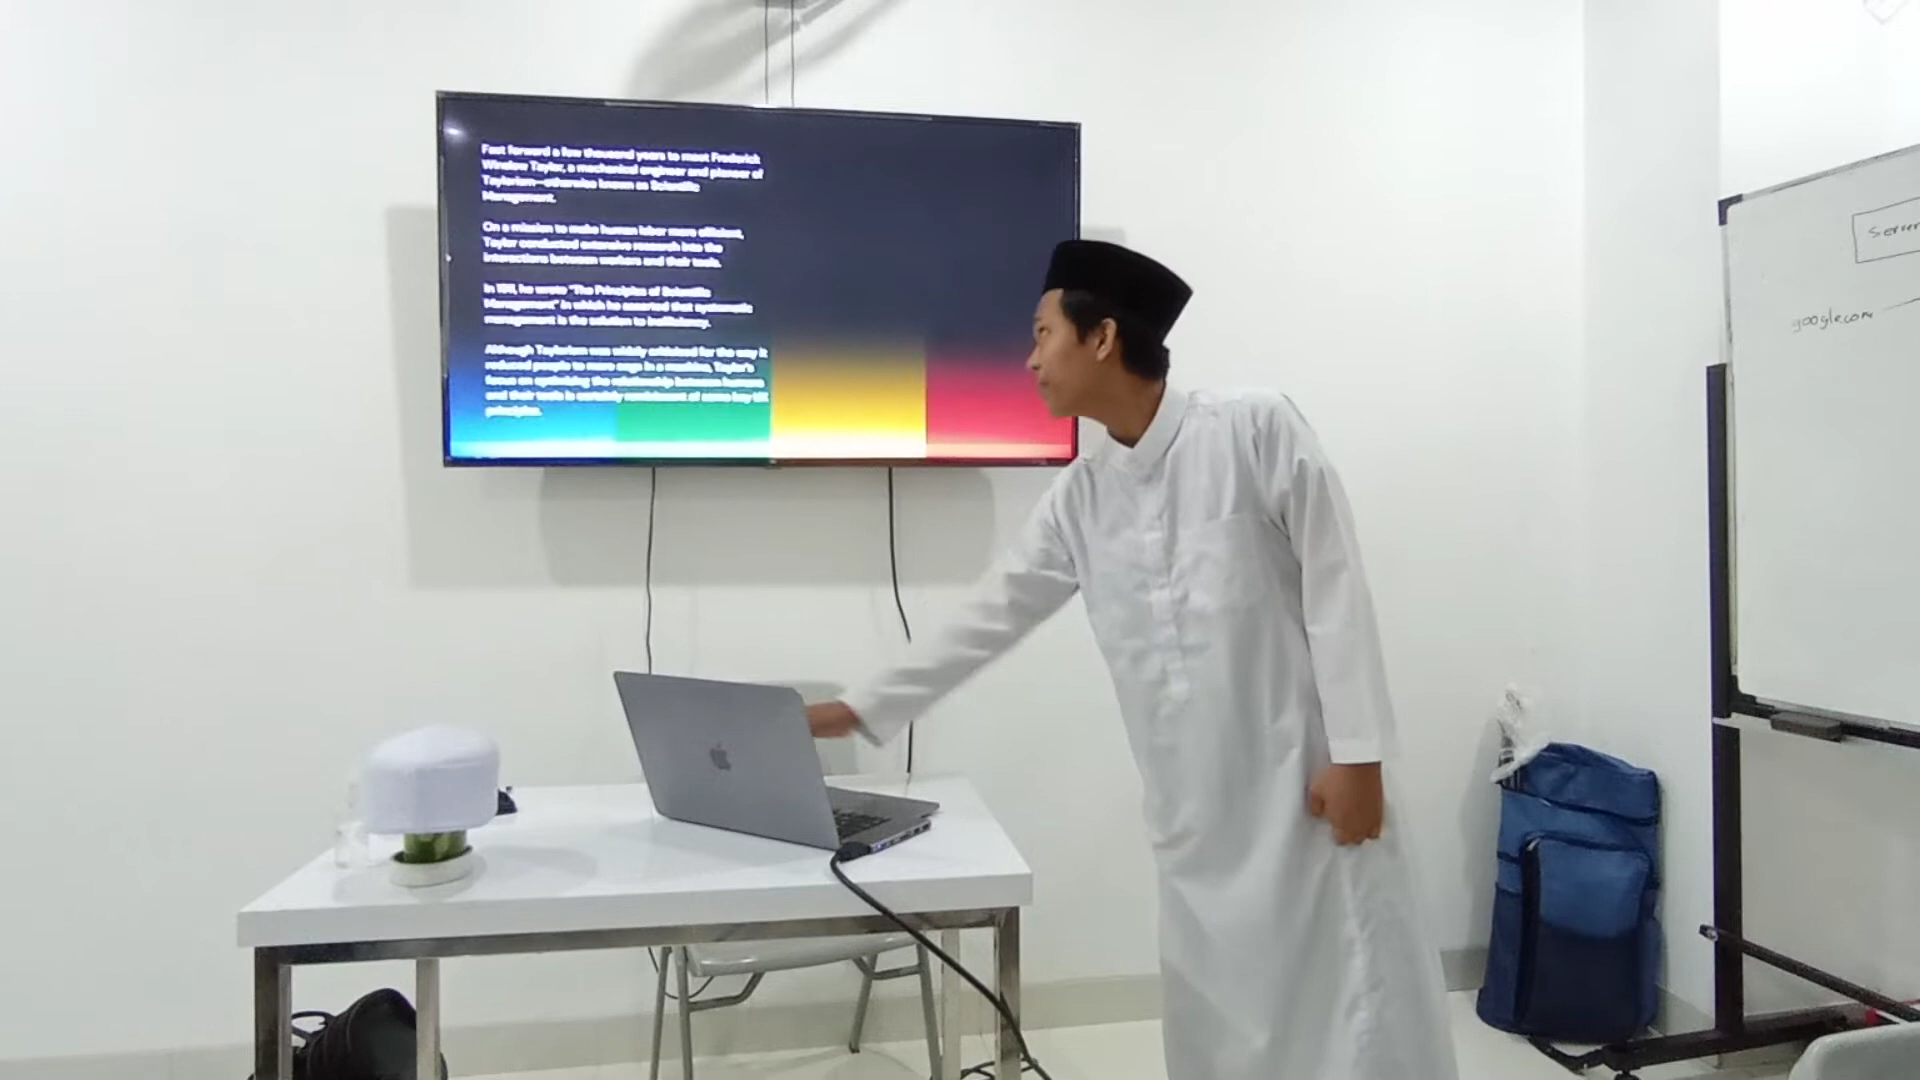 Fast forward a few thousand years to meet Frederick
Winslow Taylor, a mechanical engineer and pioneer of
Taylorism—otherwise known as Scientific
Management.
On a mission to make human labor more efficient,
Taylor conducted extensive research into the
interactions between workers and their tools.
In 1911, he wrote "The Principles of Scientific
Management" in which he asserted that systematic
management is the solution to inefficiency.
Although Taylorism was widely criticized for the way it
reduced people to mere cogs in a machine, Taylor's
focus on optimizing the relationship between humans
and their tools is certainly reminiscent of some key UX
principles.
Server
google.com